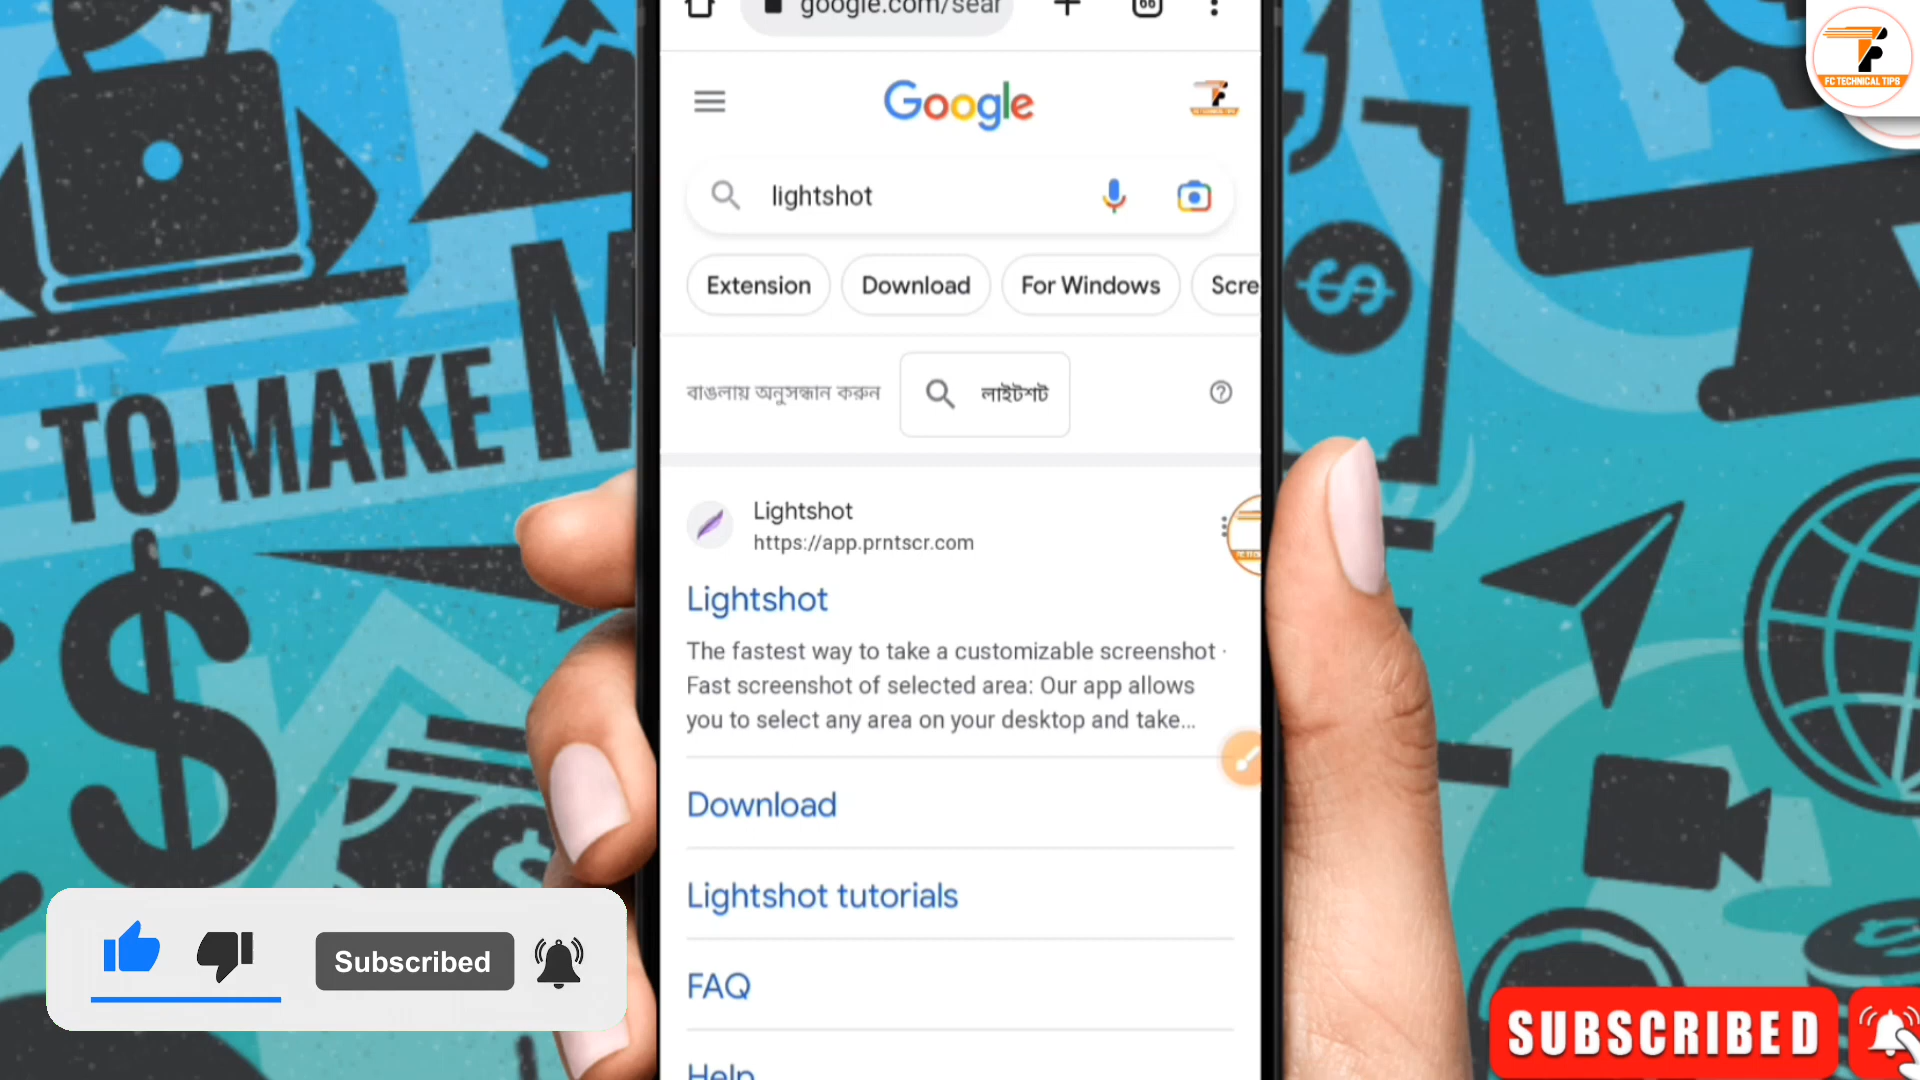 google.com/sear
66
Google
FC TECHNICAL TIPS
lightshot
Extension
Download
For Windows
Scre
বাঙলায় অনুসন্ধান করুন
লাইটশট
Lightshot
https://app.prntscr.com
Lightshot
The fastest way to take a customizable screenshot ·
Fast screenshot of selected area: Our app allows
you to select any area on your desktop and take...
Download
Lightshot tutorials
FAQ
Help
TO MAKE M
Subscribed
SUBSCRIBED